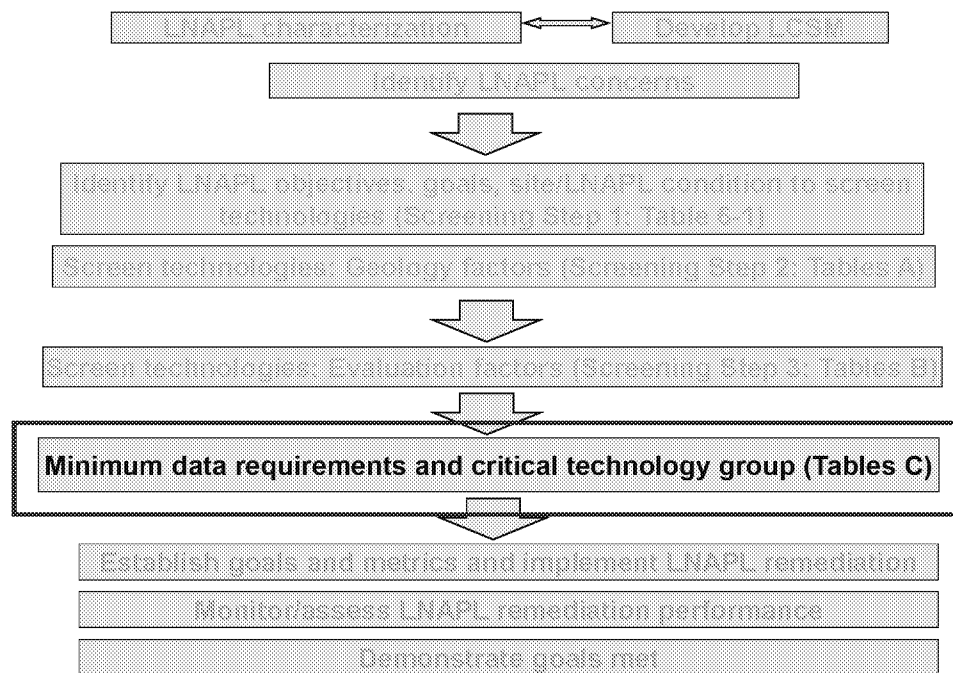 LNAPL characterization
Develop LCSM
Identify LNAPL concerns
Identify LNAPL objectives, goals, site/LNAPL condition to screen
technologies (Screening Step 1: Table 6-1)
Screen technologies: Geology factors (Screening Step 2: Tables A)
Screen technologies: Evaluation factors (Screening Step 3: Tables B)
Minimum data requirements and critical technology group (Tables C)
Establish goals and metrics and implement LNAPL remediation
Monitor/assess LNAPL remediation performance
Demonstrate goals met